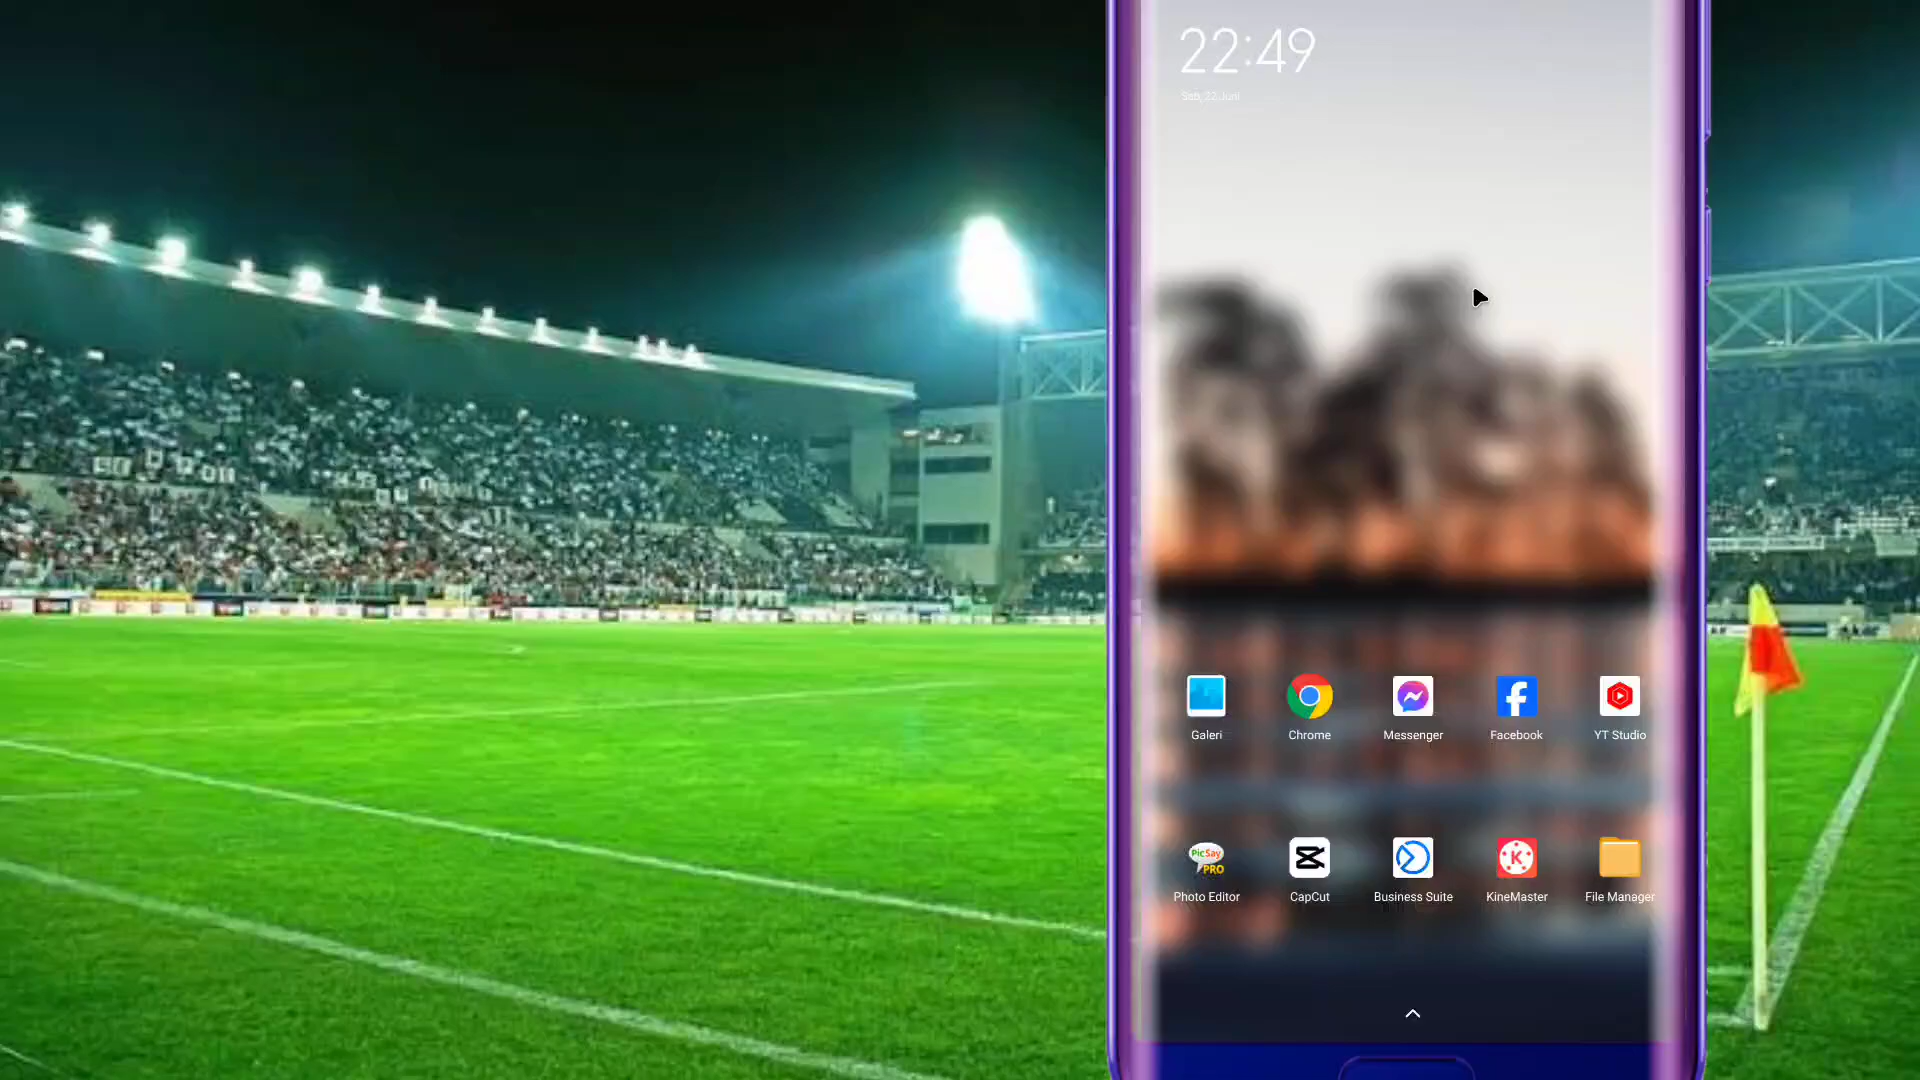 22:49
Sab, 22 Juni
Galeri
Chrome
Messenger
Facebook
YT Studio
PicSay
PRO
Photo Editor
CapCut
Business Suite
K
KineMaster
File Manager